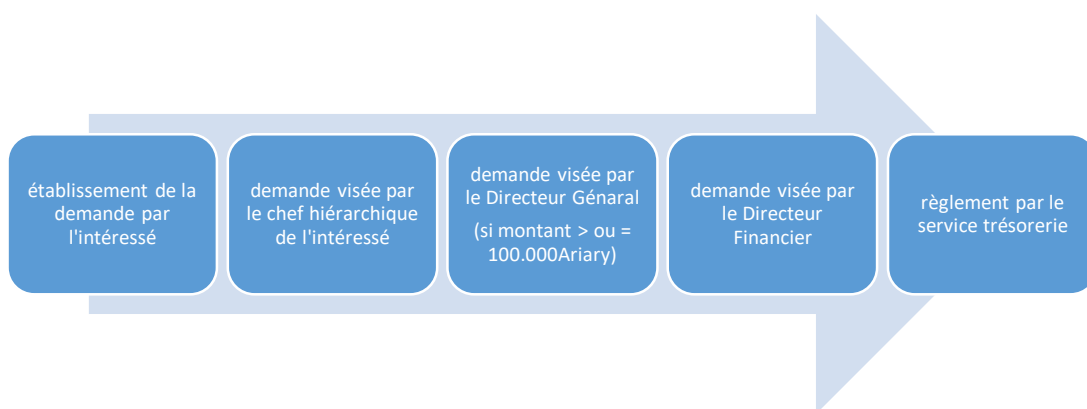 établissement de la
demande par
l'intéressé
demande visée par
le chef hiérarchique
de l'intéressé
demande visée par
le Directeur Génaral
(si montant > ou =
100.000Ariary)
demande visée par
le Directeur
Financier
règlement par le
service trésorerie